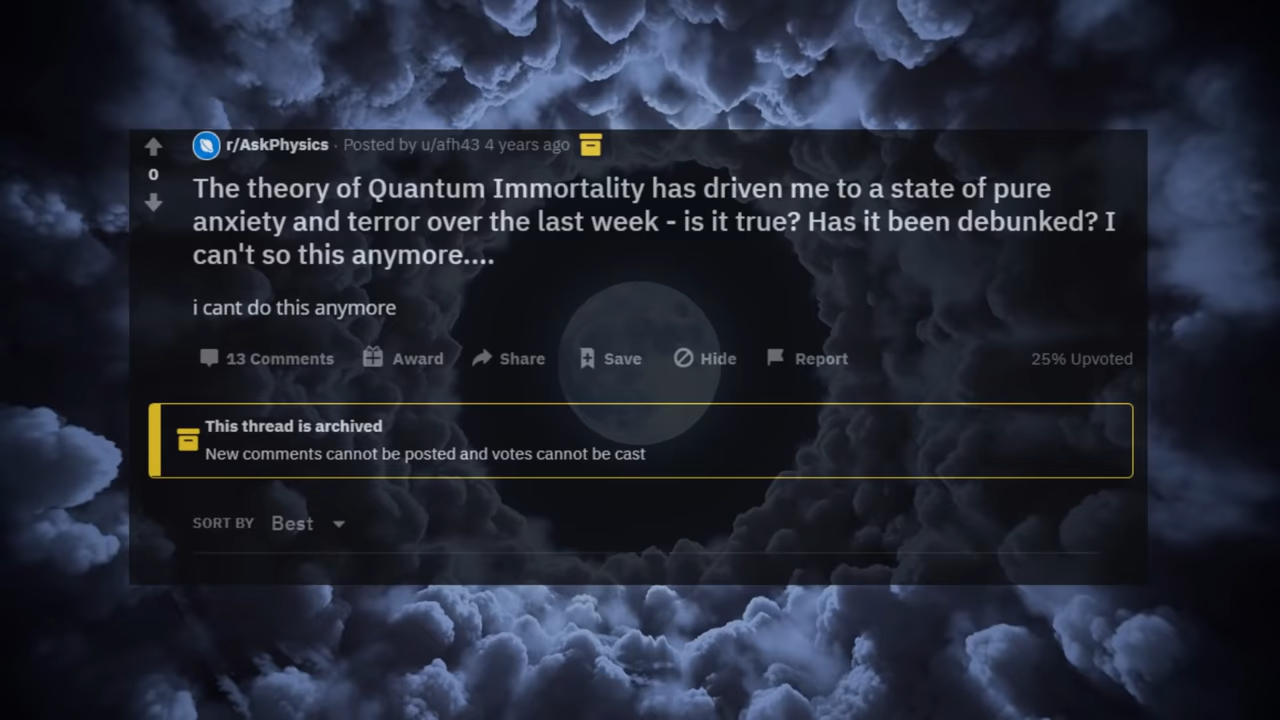 r/AskPhysics · Posted by u/afh43 4 years ago
0
The theory of Quantum Immortality has driven me to a state of pure
anxiety and terror over the last week - is it true? Has it been debunked? I
can't so this anymore....
i cant do this anymore
13 Comments Award Share Save Hide Report 25% Upvoted
This thread is archived
New comments cannot be posted and votes cannot be cast
SORT BY Best